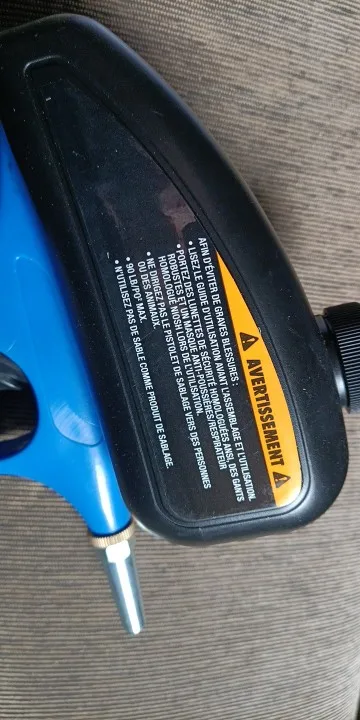 ⚠ AVERTISSEMENT ⚠
AFIN D'ÉVITER DE GRAVES BLESSURES :
• LISEZ LE GUIDE D'UTILISATION AVANT L'ASSEMBLAGE ET L'UTILISATION.
• PORTEZ DES LUNETTES DE SÉCURITÉ HOMOLOGUÉES ANSI, DES GANTS
ROBUSTES ET UN MASQUE ANTI-POUSSIÈRES/RESPIRATEUR
HOMOLOGUÉ NIOSH LORS DE L'UTILISATION.
• NE DIRIGEZ PAS LE PISTOLET DE SABLAGE VERS DES PERSONNES
OU DES ANIMAUX.
• 90 LB/PO² MAX.
• N'UTILISEZ PAS DE SABLE COMME PRODUIT DE SABLAGE.